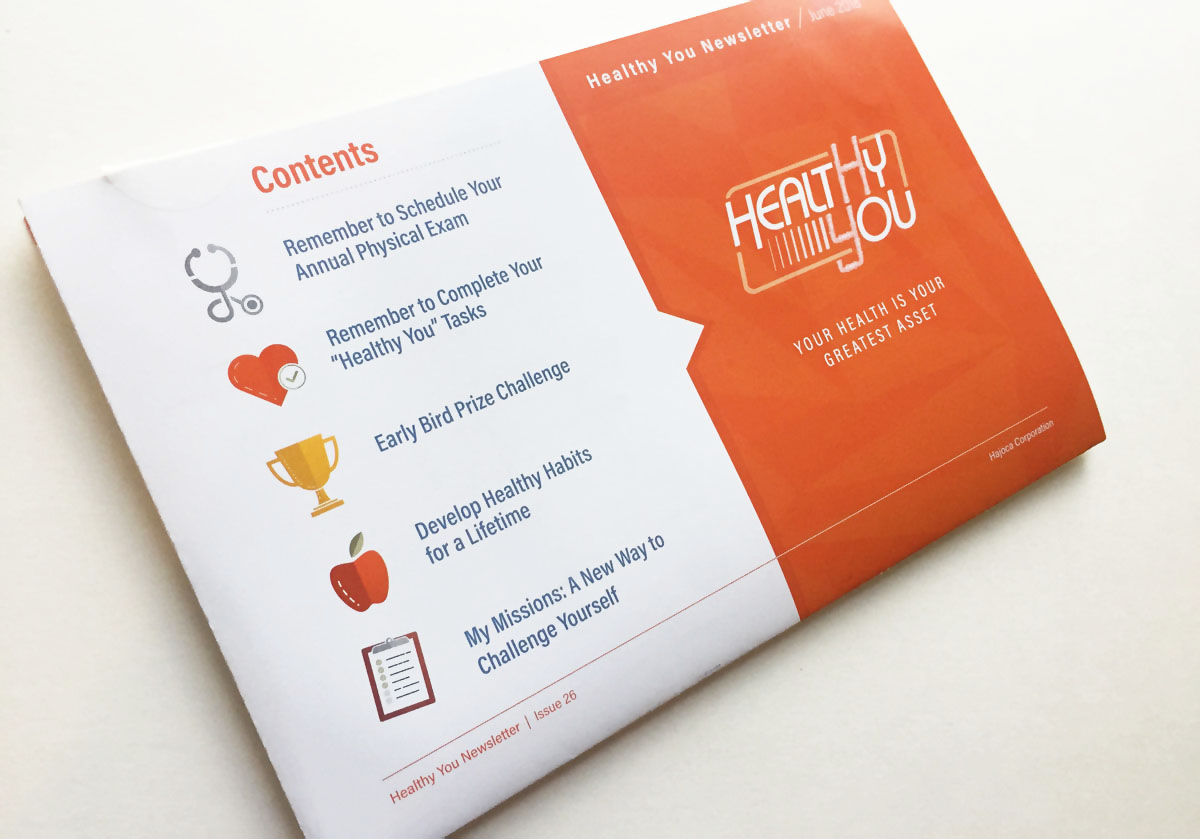 Contents
Remember to Schedule Your
Annual Physical Exam
Remember to Complete Your
"Healthy You" Tasks
Early Bird Prize Challenge
Develop Healthy Habits
for a Lifetime
My Missions: A New Way to
Challenge Yourself
Healthy You Newsletter | Issue 26
Healthy You Newsletter / June
HEALTHY
YOU
YOUR HEALTH IS YOUR
GREATEST ASSET
Hajoca Corporation